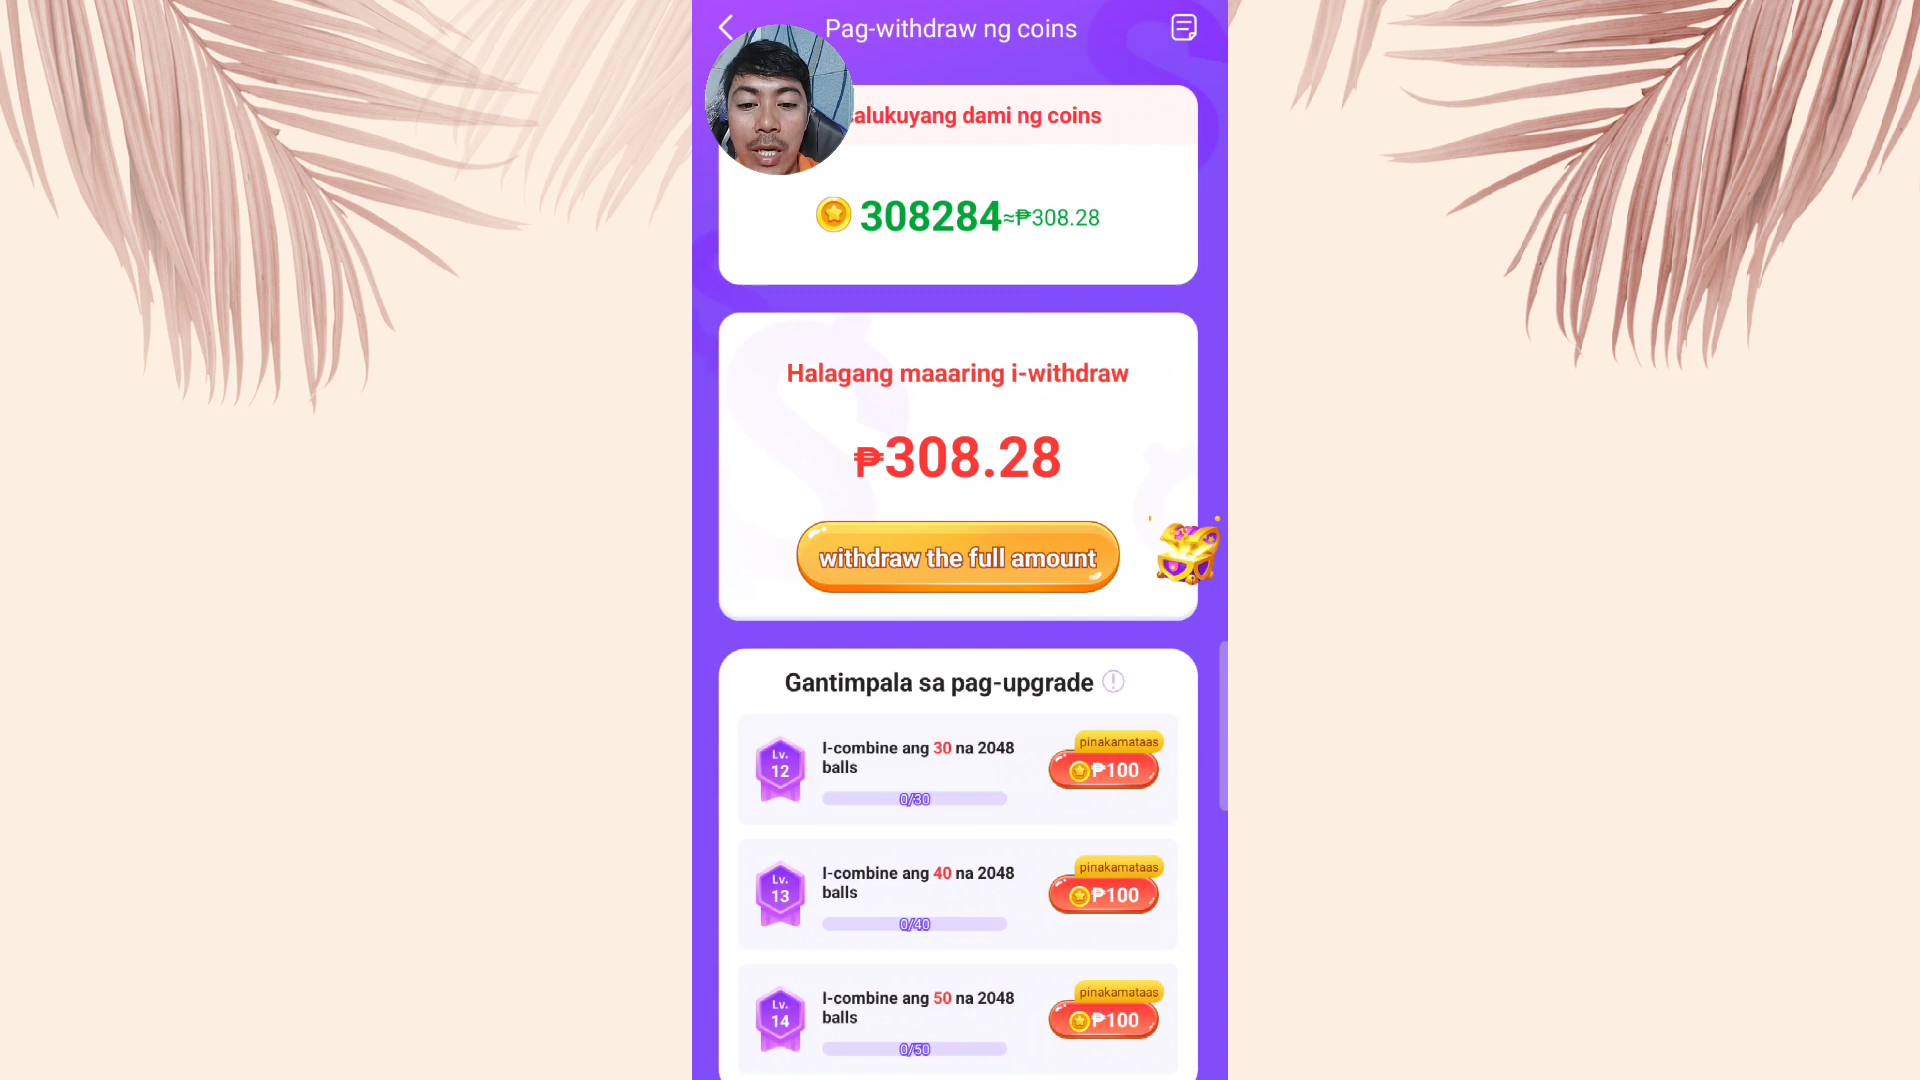 Pag-withdraw ng coins
alukuyang dami ng coins
308284≈₱308.28
Halagang maaaring i-withdraw
₱308.28
withdraw the full amount
Gantimpala sa pag-upgrade
Lv.
12
I-combine ang 30 na 2048
balls
0/30
pinakamataas
₱100
Lv.
13
I-combine ang 40 na 2048
balls
0/40
pinakamataas
₱100
Lv.
14
I-combine ang 50 na 2048
balls
0/50
pinakamataas
₱100